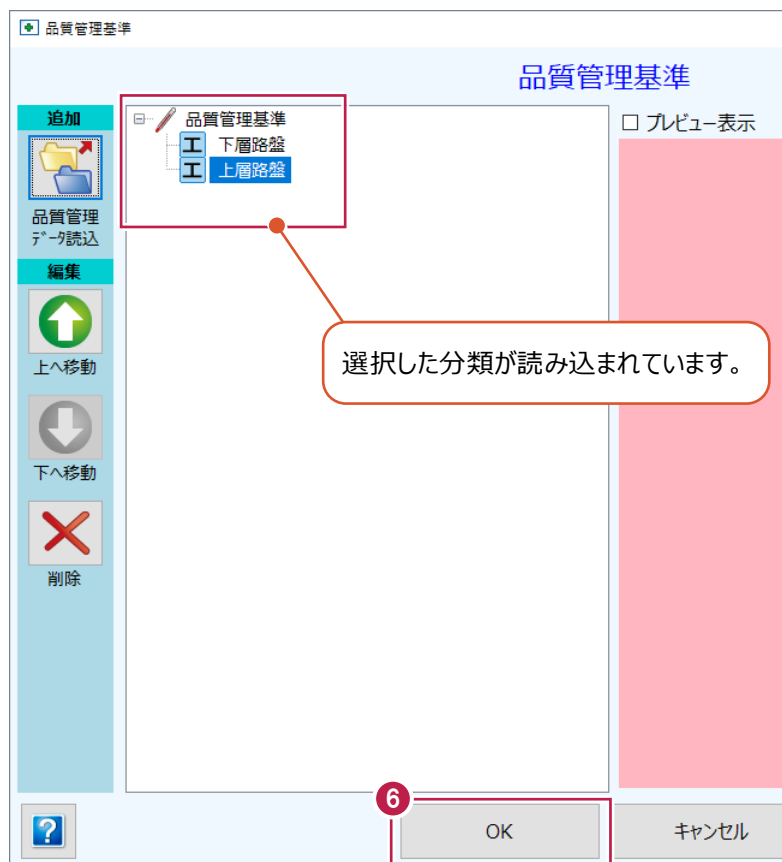 品質管理基準
品質管理基準
追加
品質管理
ﾃﾞｰﾀ読込
編集
上へ移動
下へ移動
削除
品質管理基準
工 下層路盤
工 上層路盤
プレビュー表示
選択した分類が読み込まれています。
6
?
OK
キャンセル